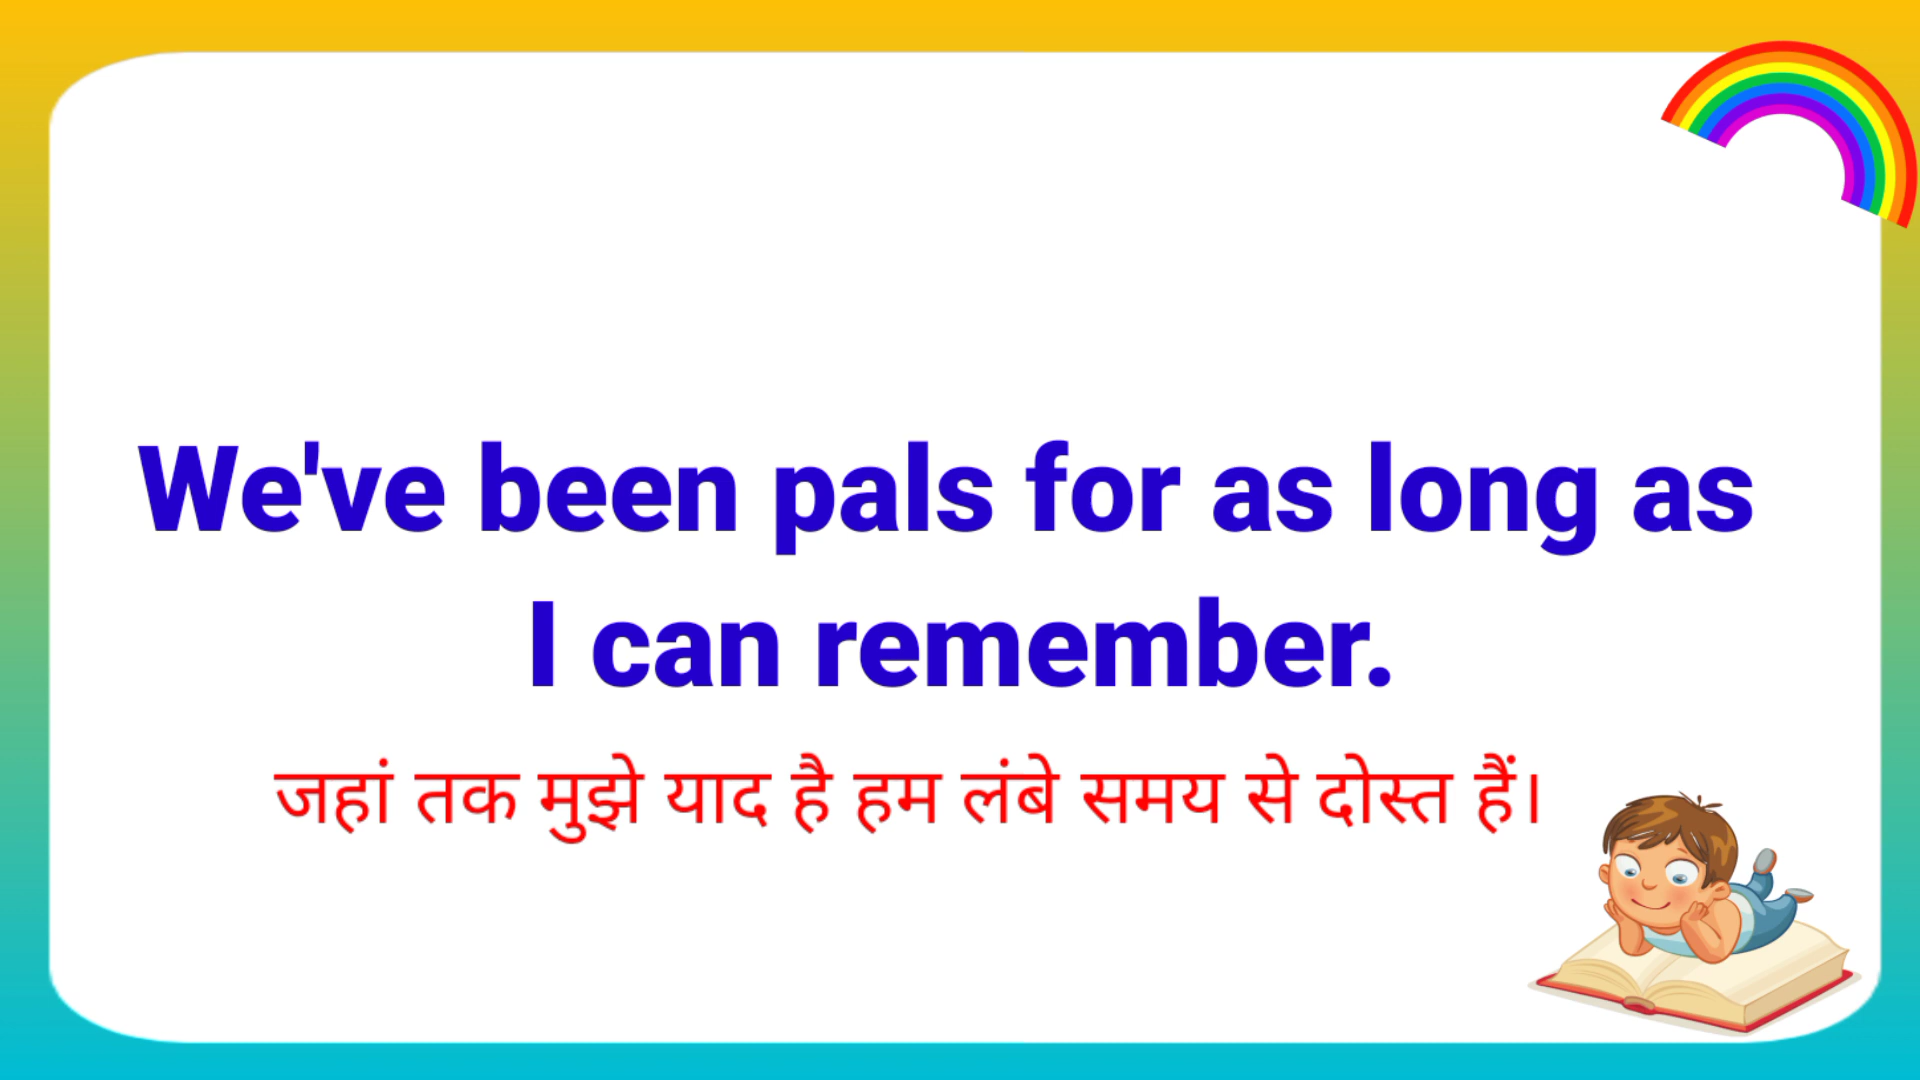 We've been pals for as long as
I can remember.
जहां तक मुझे याद है हम लंबे समय से दोस्त हैं।